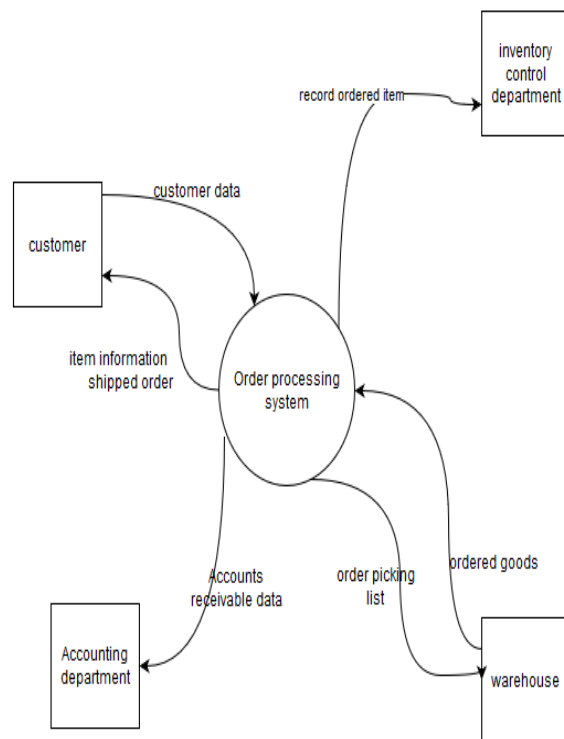 inventory
control
department
record ordered item
customer data
customer
item information
shipped order
Order processing
system
Accounts
receivable data
order picking
list
ordered goods
Accounting
department
warehouse